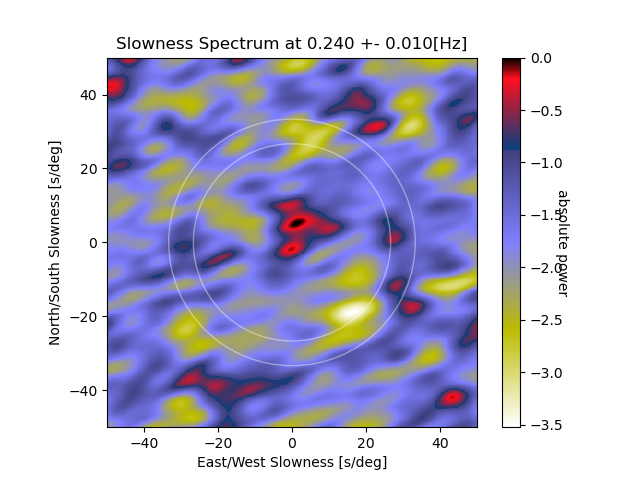 Slowness Spectrum at 0.240 +- 0.010[Hz]
North/South Slowness [s/deg]
40
20
0
−20
−40
−40 −20 0 20 40
East/West Slowness [s/deg]
0.0
−0.5
−1.0
−1.5
−2.0
−2.5
−3.0
−3.5
absolute power